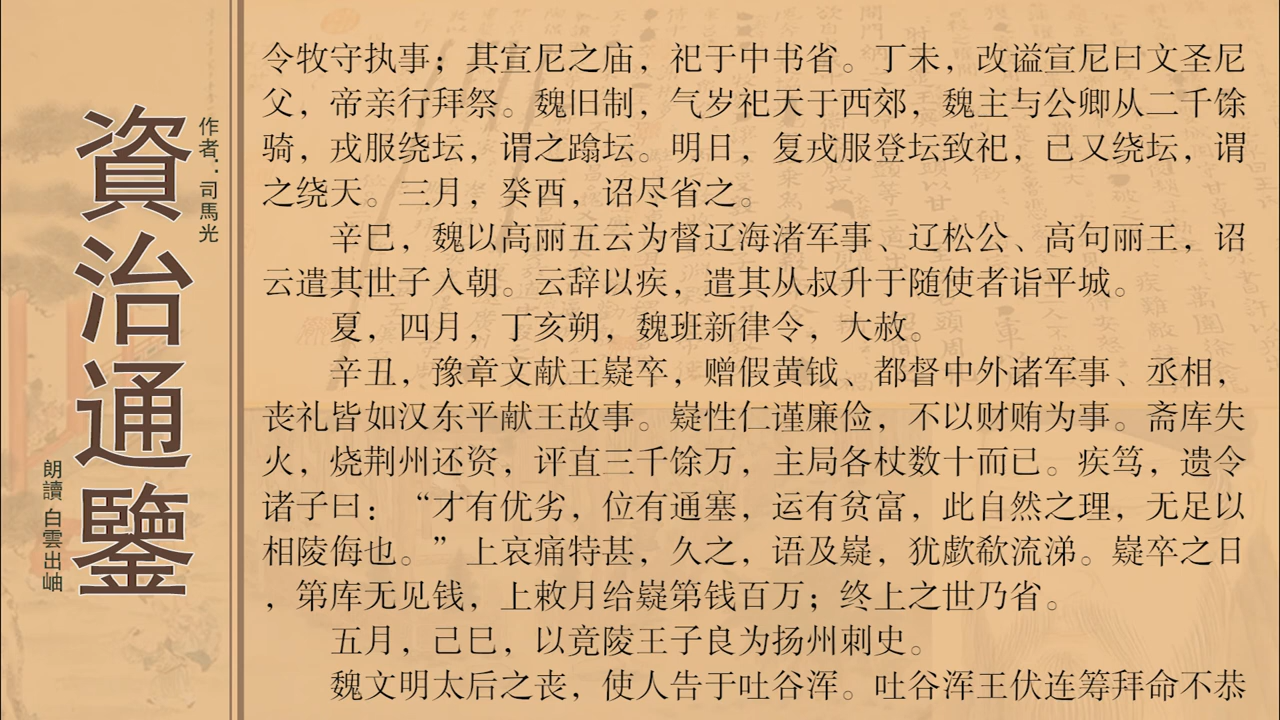 資治通鑒
作者：司馬光
朗讀 白雲出岫
令牧守执事；其宣尼之庙，祀于中书省。丁未，改谥宣尼曰文圣尼
父，帝亲行拜祭。魏旧制，气岁祀天于西郊，魏主与公卿从二千馀
骑，戎服绕坛，谓之蹹坛。明日，复戎服登坛致祀，已又绕坛，谓
之绕天。三月，癸酉，诏尽省之。
辛巳，魏以高丽五云为督辽海渚军事、辽松公、高句丽王，诏
云遣其世子入朝。云辞以疾，遣其从叔升于随使者诣平城。
夏，四月，丁亥朔，魏班新律令，大赦。
辛丑，豫章文献王嶷卒，赠假黄钺、都督中外诸军事、丞相，
丧礼皆如汉东平献王故事。嶷性仁谨廉俭，不以财贿为事。斋库失
火，烧荆州还资，评直三千馀万，主局各杖数十而已。疾笃，遗令
诸子曰：“才有优劣，位有通塞，运有贫富，此自然之理，无足以
相陵侮也。”上哀痛特甚，久之，语及嶷，犹歔欷流涕。嶷卒之日
，第库无见钱，上敕月给嶷第钱百万；终上之世乃省。
五月，己巳，以竟陵王子良为扬州刺史。
魏文明太后之丧，使人告于吐谷浑。吐谷浑王伏连筹拜命不恭